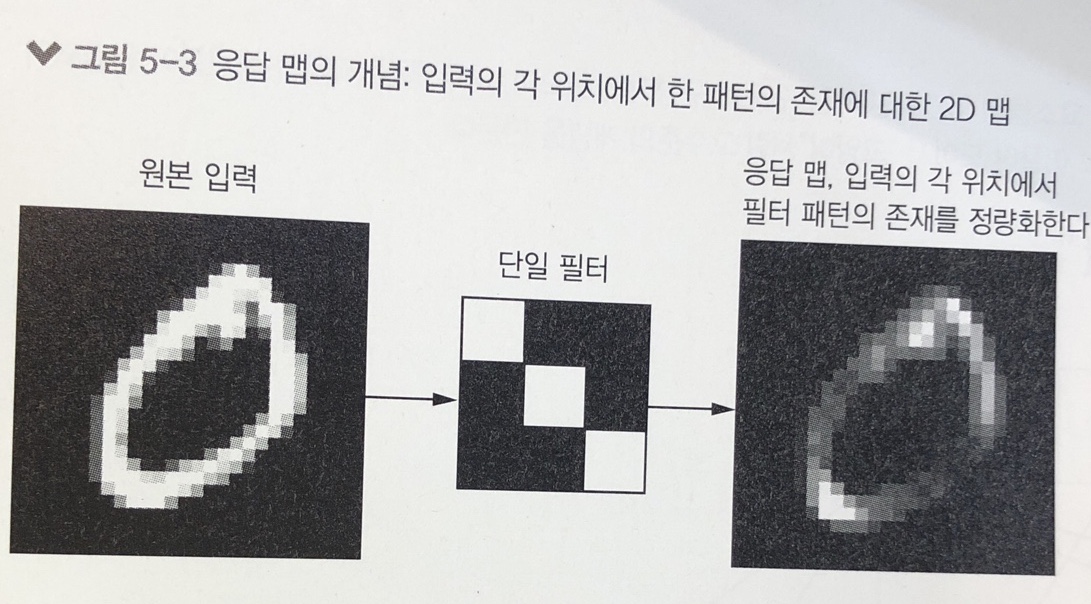 그림 5-3 응답 맵의 개념: 입력의 각 위치에서 한 패턴의 존재에 대한 2D 맵
원본 입력
단일 필터
응답 맵, 입력의 각 위치에서
필터 패턴의 존재를 정량화한다